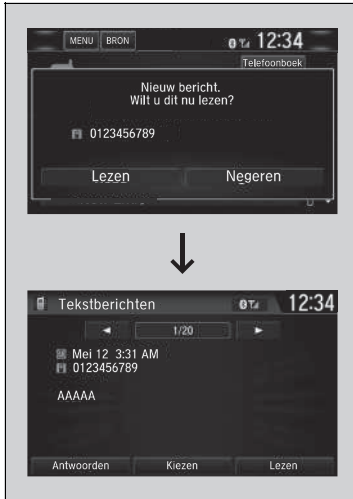 MENU BRON 12:34
Telefoonboek
Nieuw bericht.
Wilt u dit nu lezen?
0123456789
Lezen Negeren
Tekstberichten 12:34
1/20
Mei 12 3:31 AM
0123456789
AAAAA
Antwoorden Kiezen Lezen